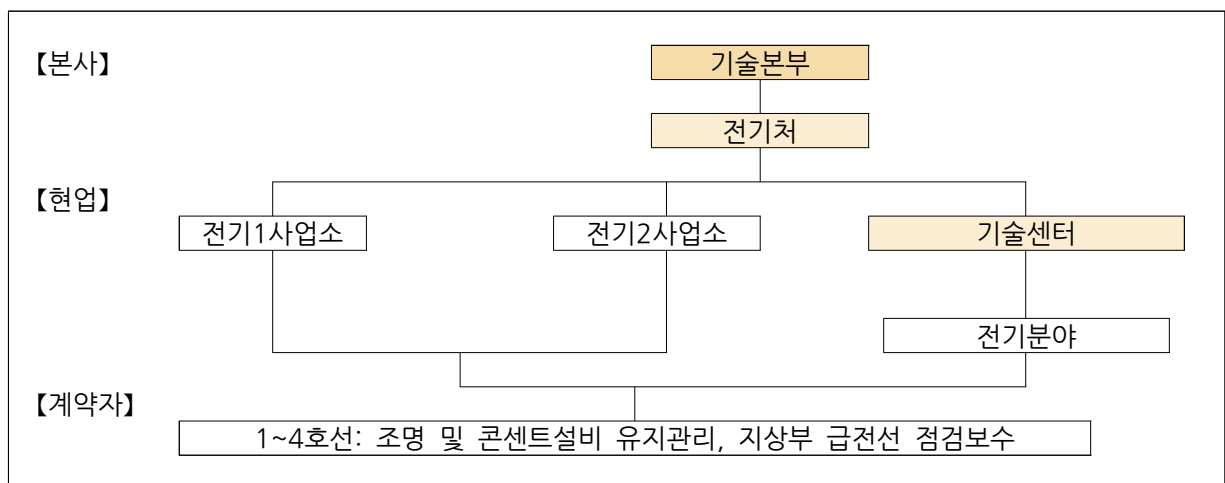 【본사】
기술본부
전기처
【현업】
전기1사업소
전기2사업소
기술센터
전기분야
【계약자】
1~4호선: 조명 및 콘센트설비 유지관리, 지상부 급전선 점검보수